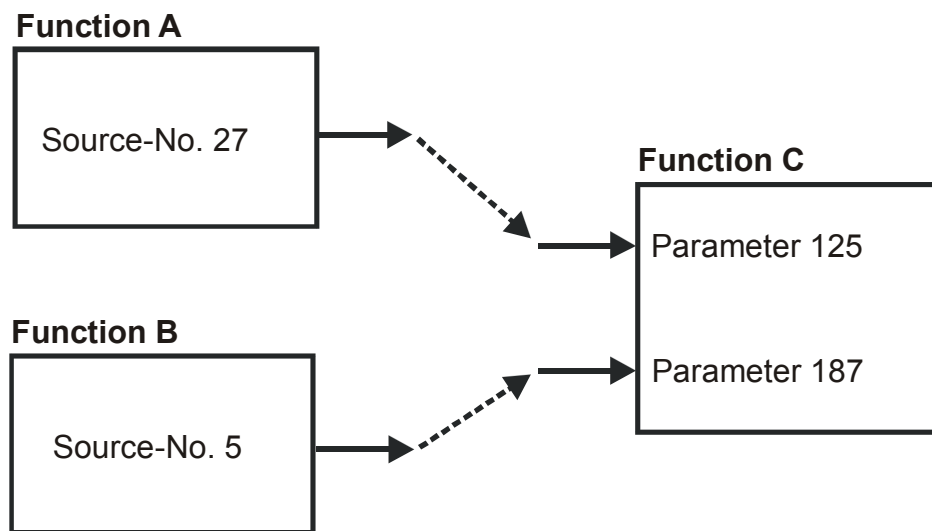 Function A
Source-No. 27
Function C
Parameter 125
Function B
Parameter 187
Source-No. 5